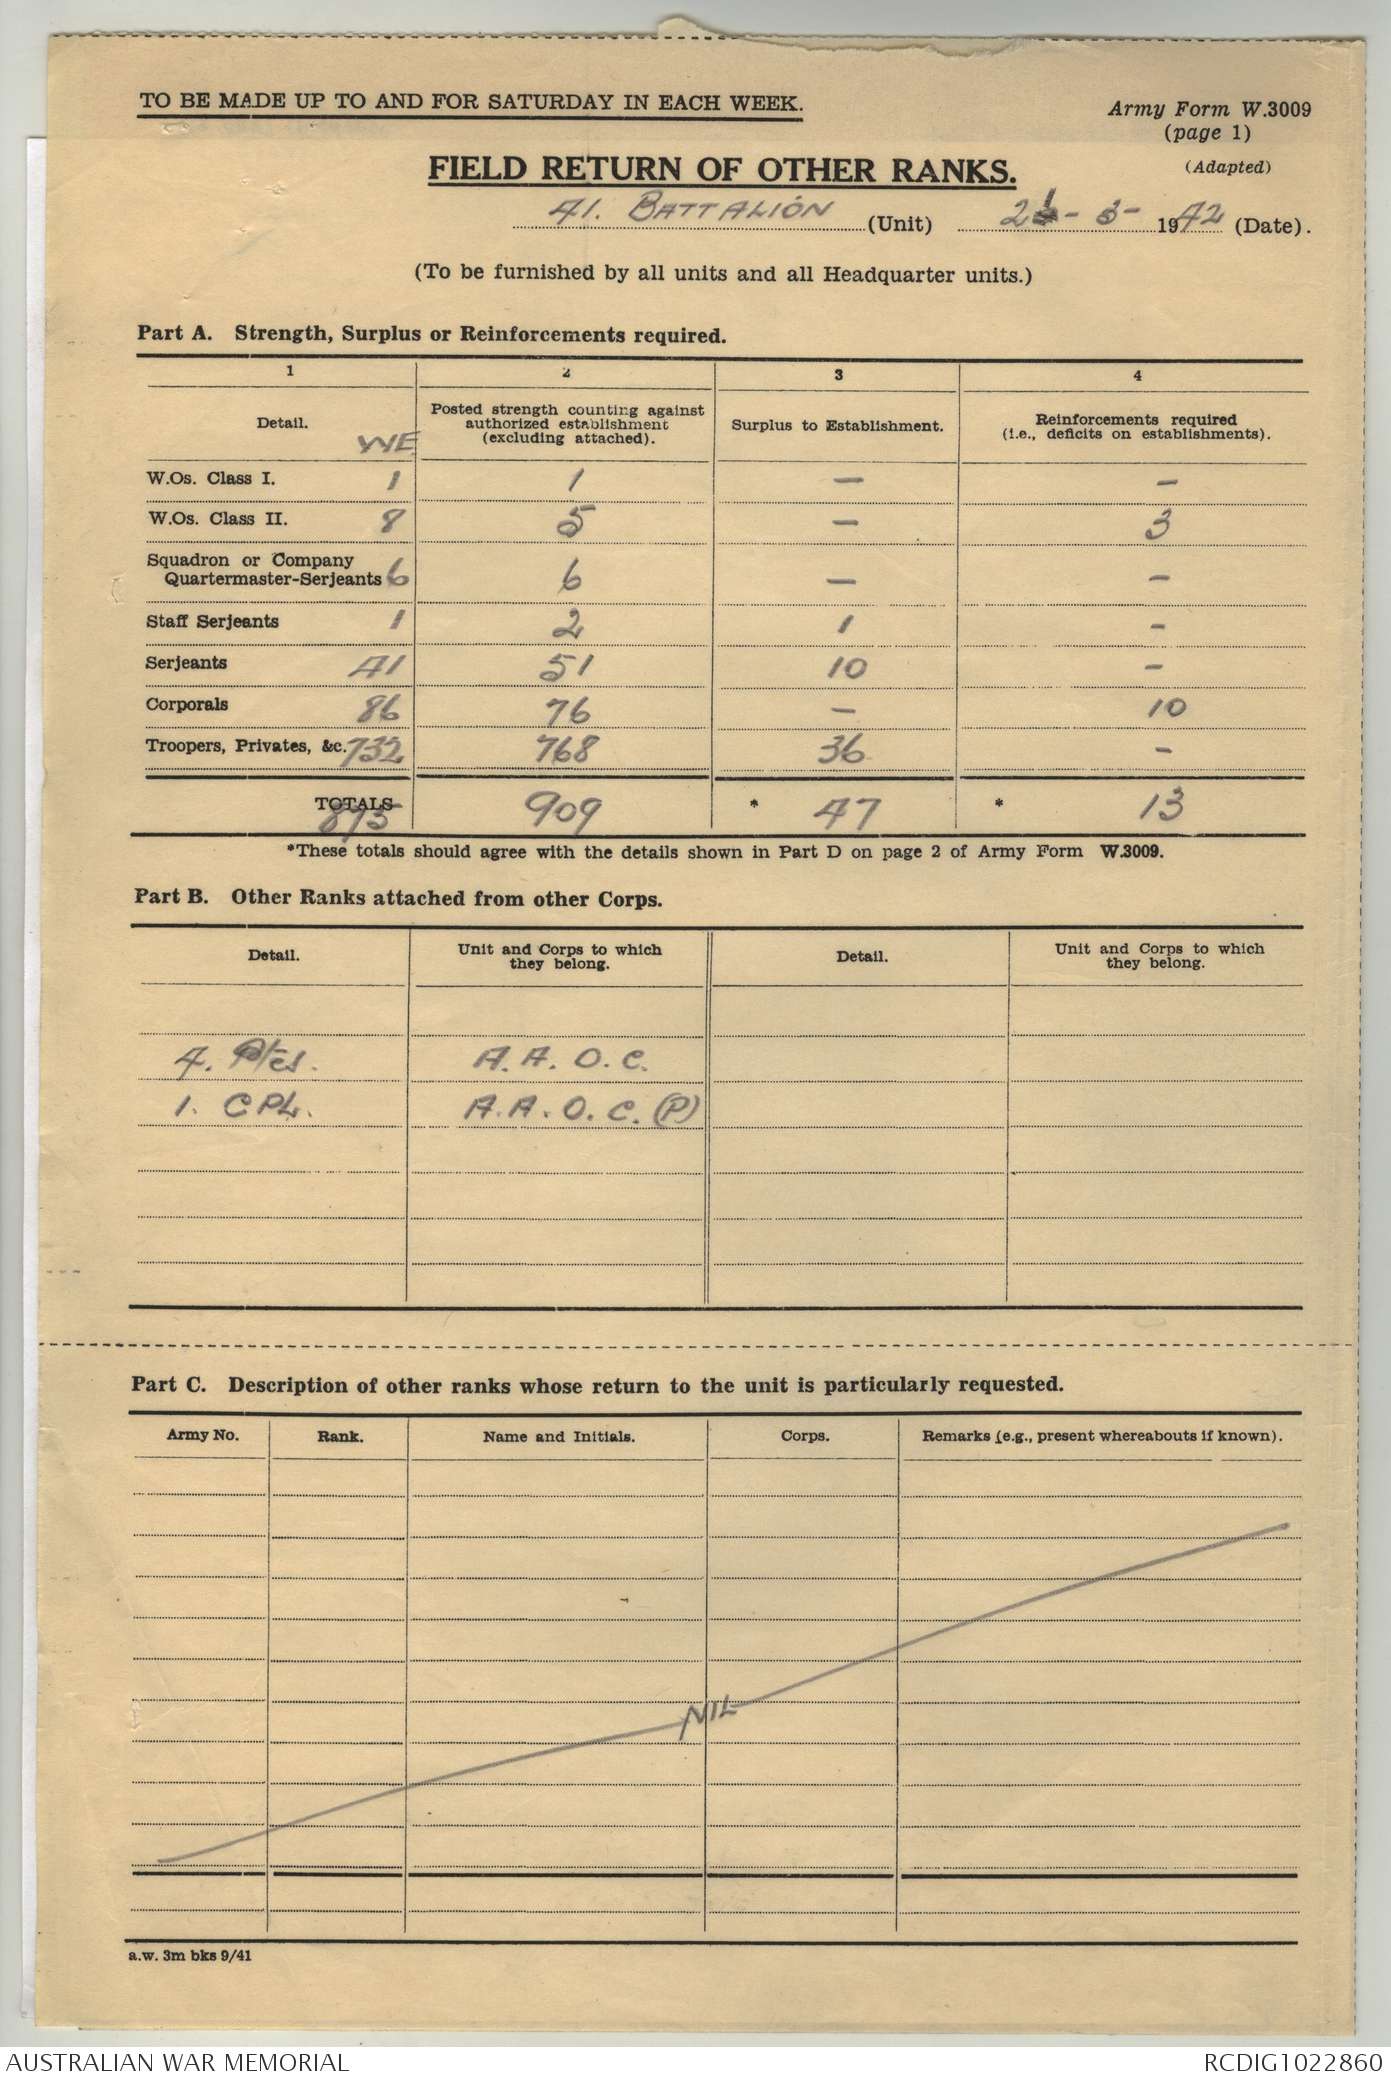 TO BE MADE UP TO AND FOR SATURDAY IN EACH WEEK.
Army Form W.3009
(page 1)
(Adapted)
FIELD RETURN OF OTHER RANKS.
41. BATTALION (Unit) - 3 - 1942 (Date).
(To be furnished by all units and all Headquarter units.)
Part A. Strength, Surplus or Reinforcements required.
1 2 3 4
Detail. WE
Posted strength counting against
authorized establishment
(excluding attached).
Surplus to Establishment.
Reinforcements required
(i.e., deficits on establishments).
W.Os. Class I. 1 1 — —
W.Os. Class II. 8 5 — 3
Squadron or Company
Quartermaster-Serjeants 6 6 — —
Staff Serjeants 1 2 1 —
Serjeants 41 51 10 —
Corporals 86 76 — 10
Troopers, Privates, &c. 732 768 36 —
TOTALS 875 909 * 47 * 13
*These totals should agree with the details shown in Part D on page 2 of Army Form W.3009.
Part B. Other Ranks attached from other Corps.
Detail.
Unit and Corps to which
they belong.
Detail.
Unit and Corps to which
they belong.
4. P/es. A. A. O. C.
1. CPL. A. A. O. C. (P)
Part C. Description of other ranks whose return to the unit is particularly requested.
Army No. Rank. Name and Initials. Corps. Remarks (e.g., present whereabouts if known).
NIL
a.w. 3m bks 9/41
AUSTRALIAN WAR MEMORIAL RCDIG1022860